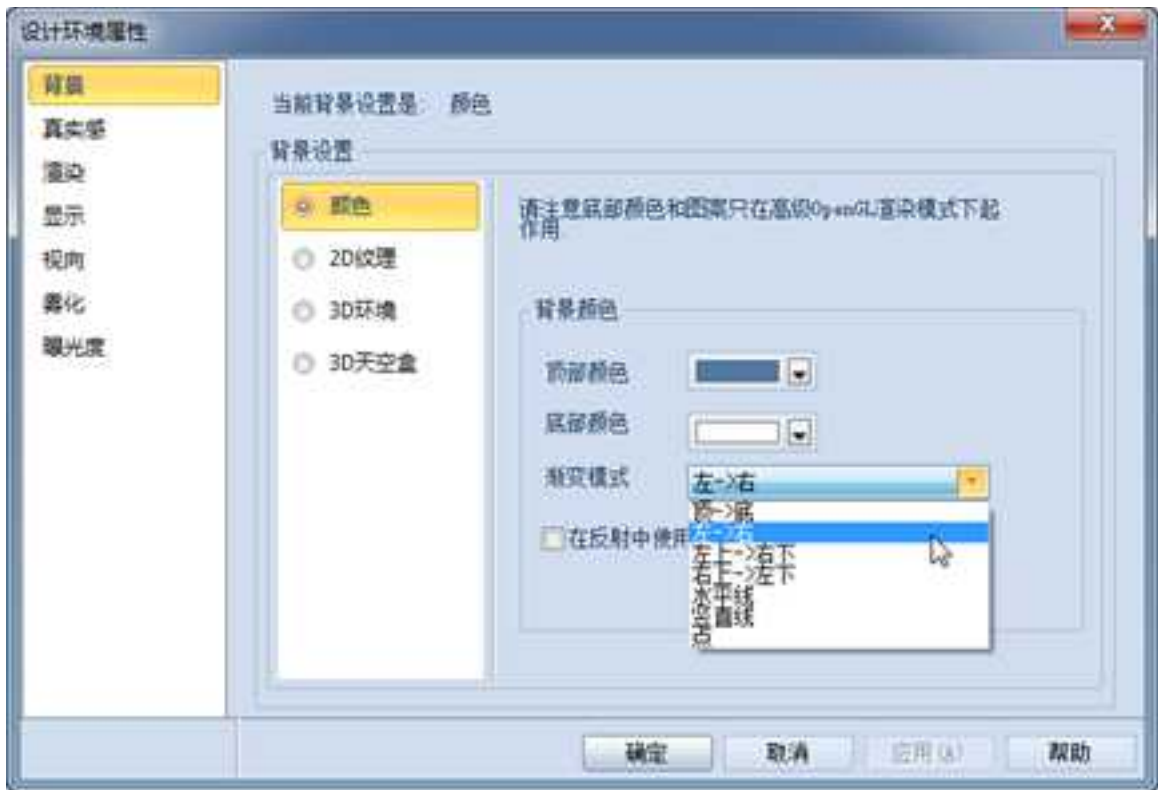 设计环境属性
背景
真实感
渲染
显示
视向
雾化
曝光度
当前背景设置是: 颜色
背景设置
颜色
2D纹理
3D环境
3D天空盒
请注意底部颜色和图案只在高级OpenGL渲染模式下起
作用.
背景颜色
顶部颜色
底部颜色
渐变模式
左->右
顶->底
左->右
左上->右下
右上->左下
水平线
直线
点
在反射中使用
确定
取消
应用(A)
帮助